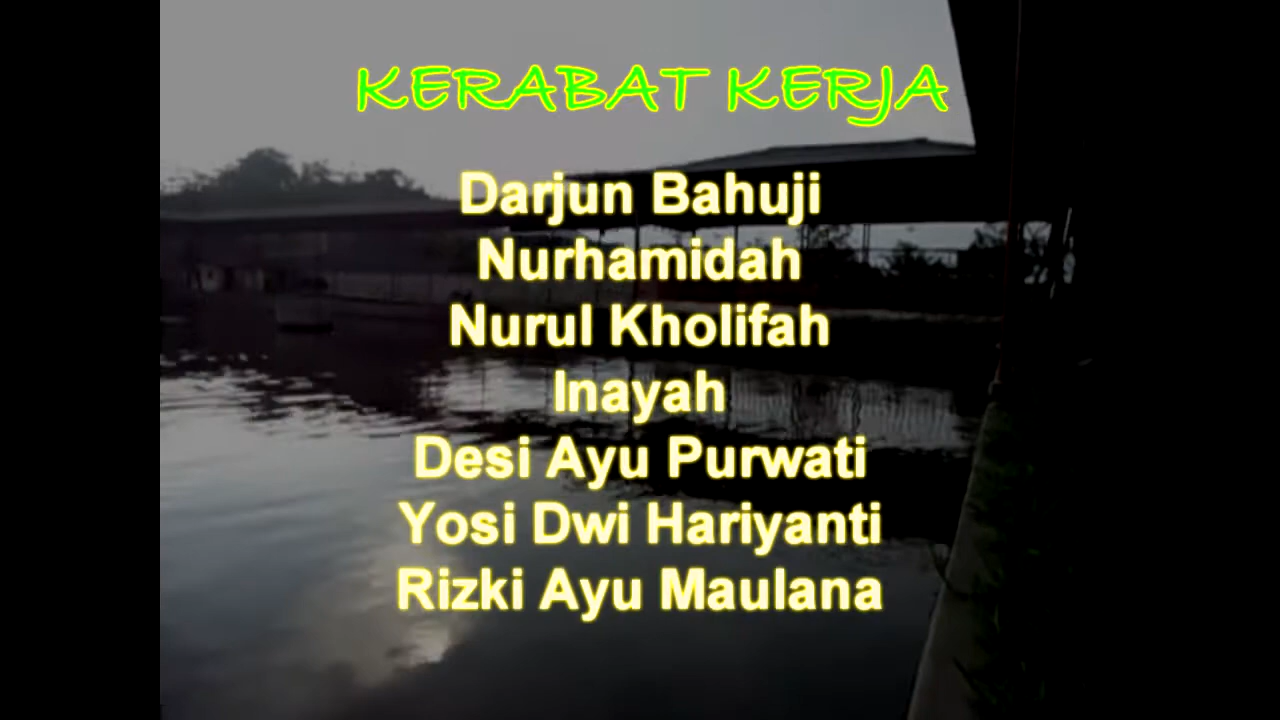 KERABAT KERJA
Darjun Bahuji
Nurhamidah
Nurul Kholifah
Inayah
Desi Ayu Purwati
Yosi Dwi Hariyanti
Rizki Ayu Maulana